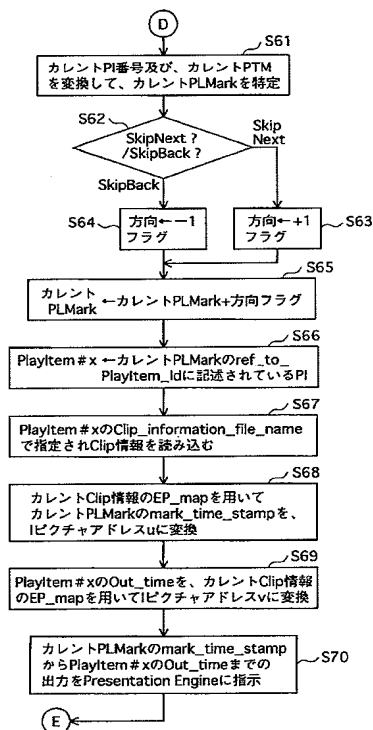 D
S61
カレントPI番号及び、カレントPTM
を変換して、カレントPLMarkを特定
S62
SkipNext ?
/SkipBack ?
Skip
Next
SkipBack
S64
方向←−1
フラグ
方向←+1
フラグ
S63
S65
カレント
PLMark ←カレントPLMark+方向フラグ
S66
PlayItem#x ←カレントPLMarkのref_to_
PlayItem_Idに記述されているPI
S67
PlayItem#xのClip_information_file_name
で指定されClip情報を読み込む
S68
カレントClip情報のEP_mapを用いて
カレントPLMarkのmark_time_stampを、
Iピクチャアドレスuに変換
S69
PlayItem#xのOut_timeを、カレントClip情報
のEP_mapを用いてIピクチャアドレスvに変換
S70
カレントPLMarkのmark_time_stamp
からPlayItem#xのOut_timeまでの
出力をPresentation Engineに指示
E